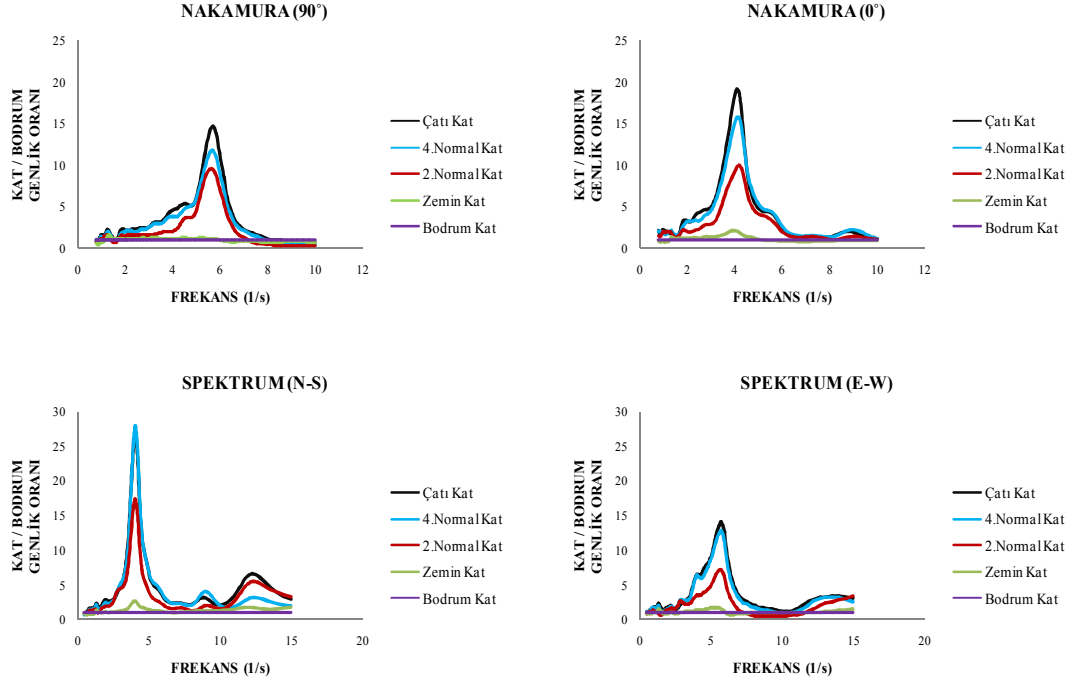 NAKAMURA (90˚)
KAT / BODRUM
GENLİK ORANI
25
20
15
10
5
0
0 2 4 6 8 10 12
FREKANS (1/s)
Çatı Kat
4.Normal Kat
2.Normal Kat
Zemin Kat
Bodrum Kat
NAKAMURA (0˚)
KAT / BODRUM
GENLİK ORANI
25
20
15
10
5
0
0 2 4 6 8 10 12
FREKANS (1/s)
Çatı Kat
4.Normal Kat
2.Normal Kat
Zemin Kat
Bodrum Kat
SPEKTRUM (N-S)
KAT / BODRUM
GENLİK ORANI
30
25
20
15
10
5
0
0 5 10 15 20
FREKANS (1/s)
Çatı Kat
4.Normal Kat
2.Normal Kat
Zemin Kat
Bodrum Kat
SPEKTRUM (E-W)
KAT / BODRUM
GENLİK ORANI
30
25
20
15
10
5
0
0 5 10 15 20
FREKANS (1/s)
Çatı Kat
4.Normal Kat
2.Normal Kat
Zemin Kat
Bodrum Kat